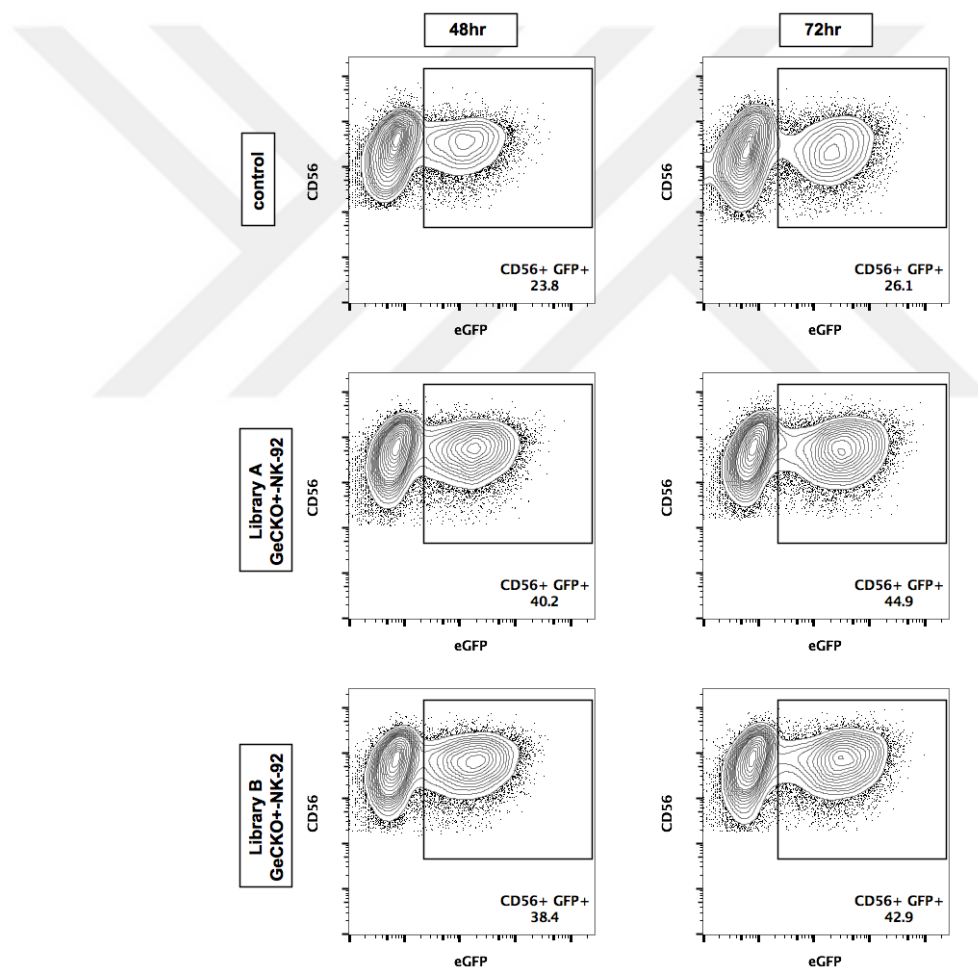 48hr
72hr
control
CD56
CD56+ GFP+
23.8
eGFP
CD56
CD56+ GFP+
26.1
eGFP
Library A
GeCKO+-NK-92
CD56
CD56+ GFP+
40.2
eGFP
CD56
CD56+ GFP+
44.9
eGFP
Library B
GeCKO+-NK-92
CD56
CD56+ GFP+
38.4
eGFP
CD56
CD56+ GFP+
42.9
eGFP